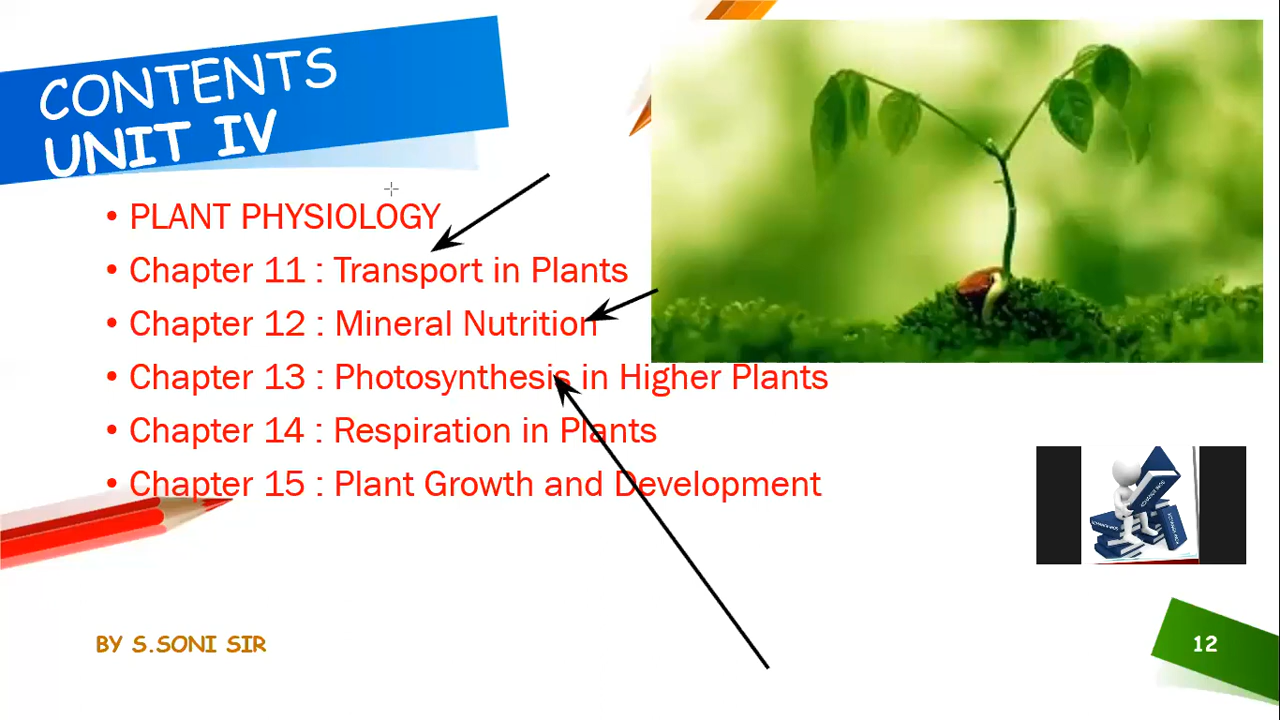 CONTENTS
UNIT IV
• PLANT PHYSIOLOGY
• Chapter 11 : Transport in Plants
• Chapter 12 : Mineral Nutrition
• Chapter 13 : Photosynthesis in Higher Plants
• Chapter 14 : Respiration in Plants
• Chapter 15 : Plant Growth and Development
BY S.SONI SIR
12